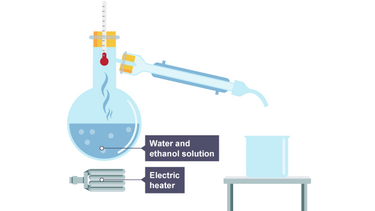 Water and
ethanol solution
Electric
heater